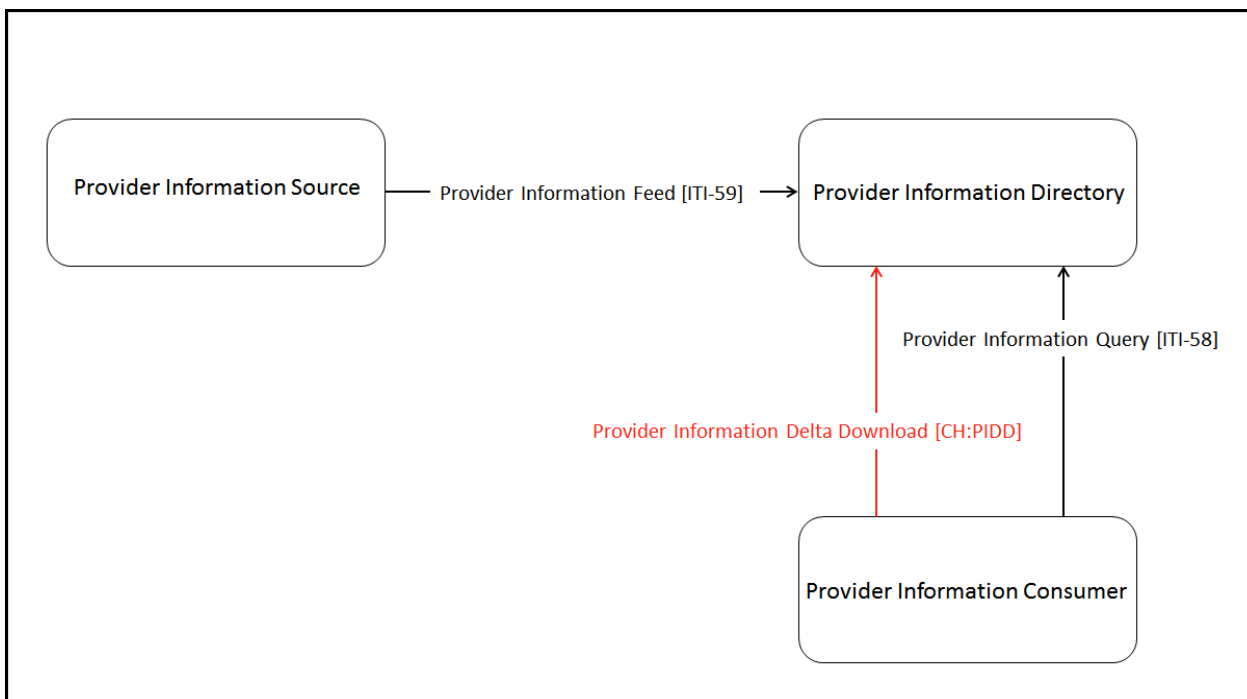 Provider Information Source
Provider Information Feed [ITI-59]
Provider Information Directory
Provider Information Query [ITI-58]
Provider Information Delta Download [CH:PIDD]
Provider Information Consumer